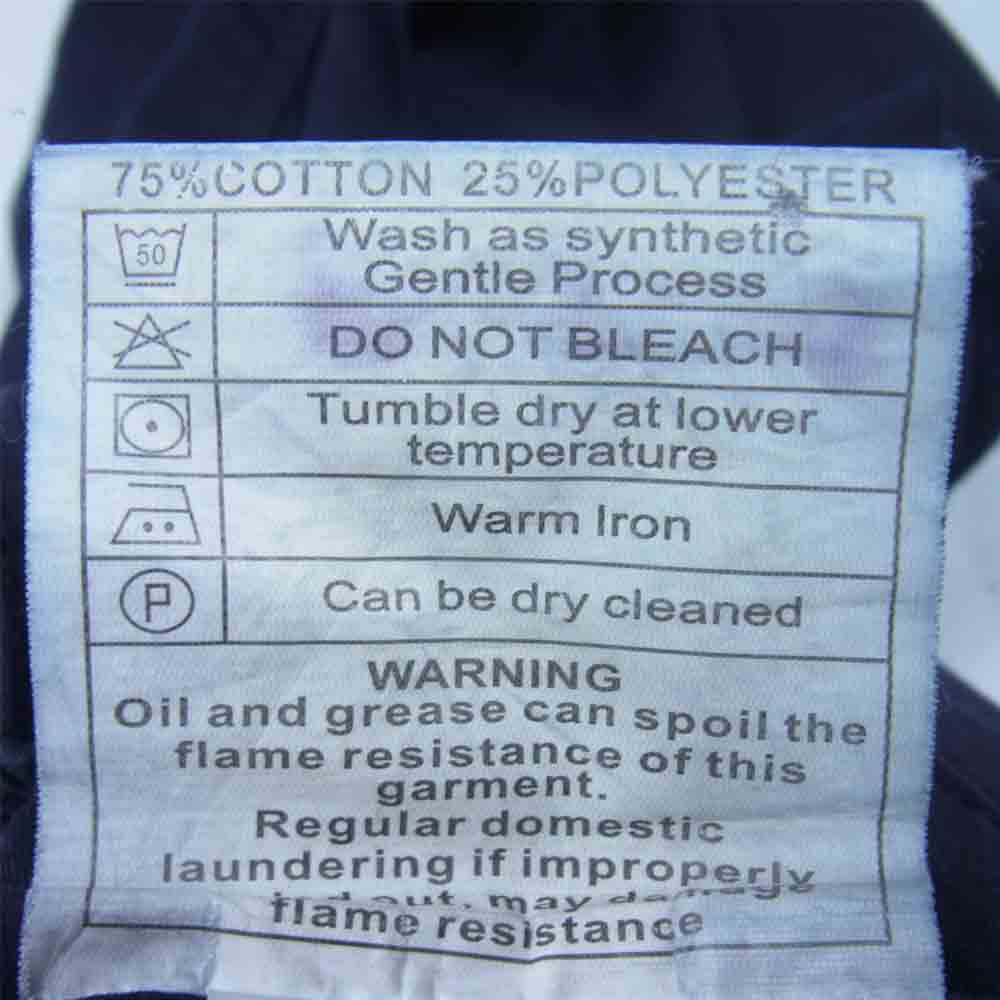 75%COTTON 25%POLYESTER
50
Wash as synthetic
Gentle Process
DO NOT BLEACH
Tumble dry at lower
temperature
Warm Iron
P
Can be dry cleaned
WARNING
Oil and grease can spoil the
flame resistance of this
garment.
Regular domestic
laundering if improperly
out, may
flame resistance